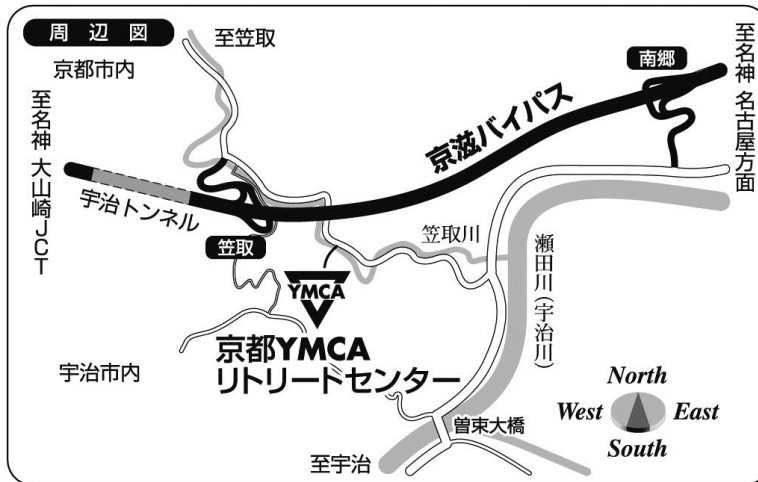 周辺図
至笠取
京都市内
南郷
至名神 名古屋方面
至名神 大山崎JCT
京滋バイパス
宇治トンネル
笠取
笠取川
瀬田川(宇治川)
YMCA
京都YMCA
リトリートセンター
宇治市内
North
West
East
South
曽束大橋
至宇治